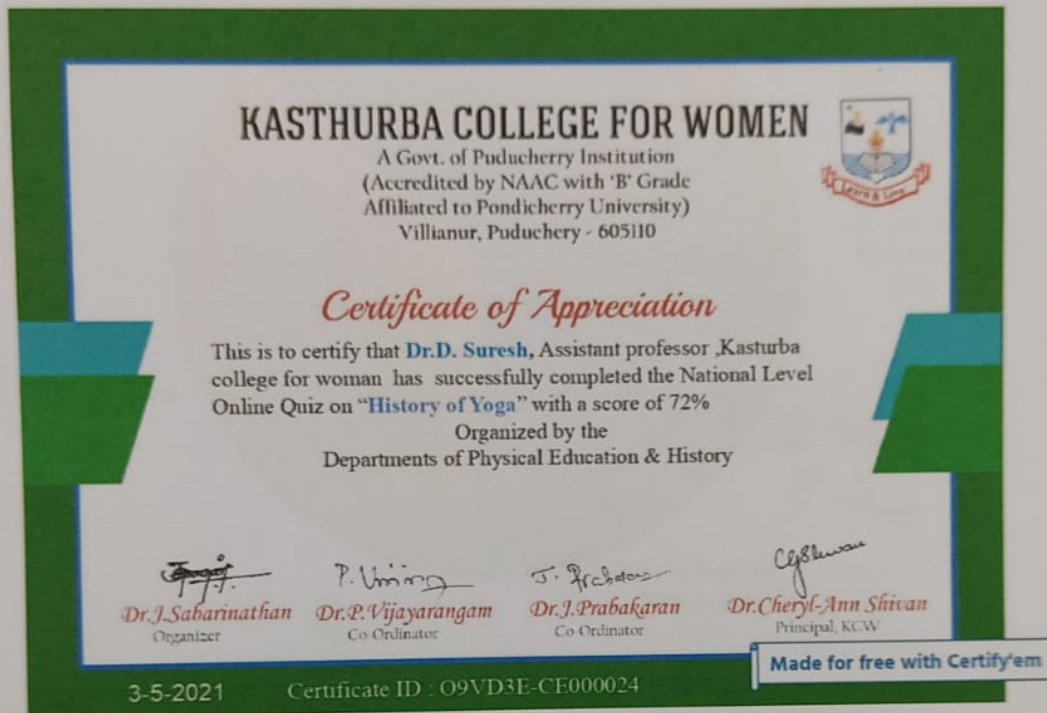 KASTHURBA COLLEGE FOR WOMEN
A Govt. of Puducherry Institution
(Accredited by NAAC with 'B' Grade
Affiliated to Pondicherry University)
Villianur, Puduchery - 605110
Learn & Love
Certificate of Appreciation
This is to certify that Dr.D. Suresh, Assistant professor ,Kasturba
college for woman has successfully completed the National Level
Online Quiz on "History of Yoga" with a score of 72%
Organized by the
Departments of Physical Education & History
Dr.J.Sabarinathan Dr.P.Vijayarangam Dr.J.Prabakaran Dr.Cheryl-Ann Shivan
Organizer Co Ordinator Co Ordinator Principal, KCW
Made for free with Certify'em
3-5-2021 Certificate ID : O9VD3E-CE000024